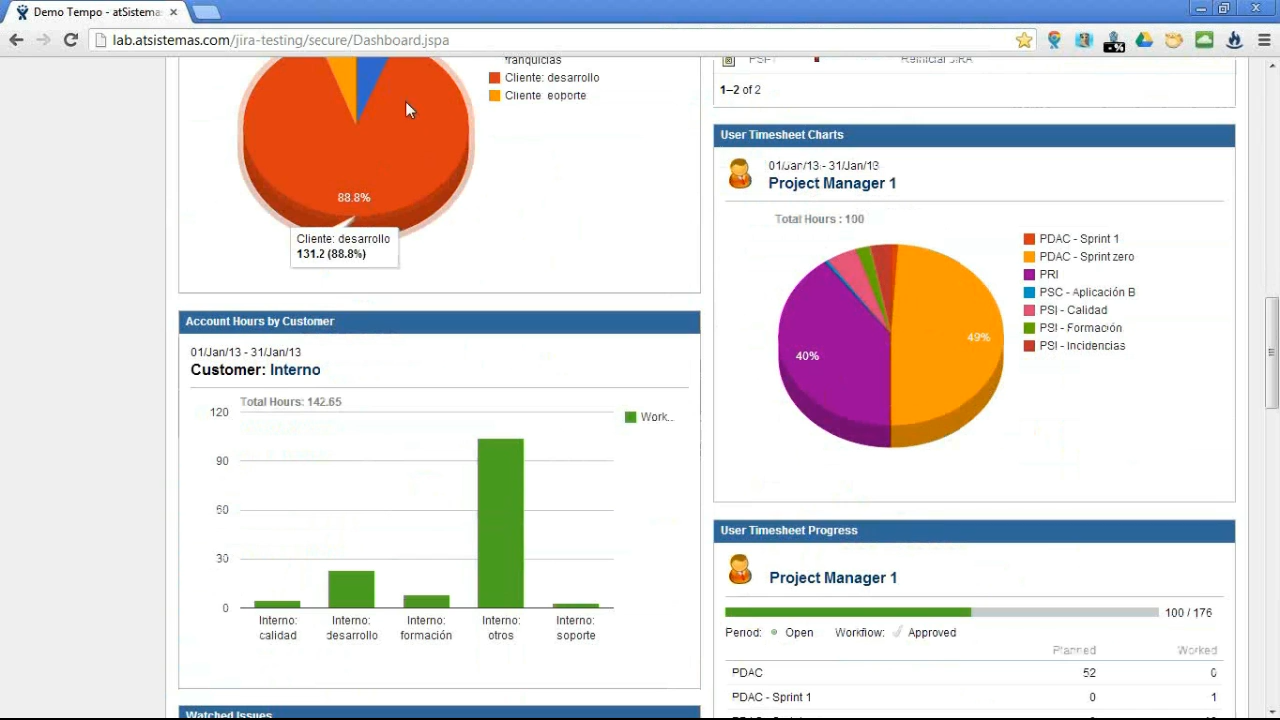 Demo Tempo - atSistema
lab.atsistemas.com/jira-testing/secure/Dashboard.jspa
franquicias
Cliente: desarrollo
Cliente: soporte
88.8%
Cliente: desarrollo
131.2 (88.8%)
Account Hours by Customer
01/Jan/13 - 31/Jan/13
Customer: Interno
Total Hours: 142.65
120
90
60
30
0
Work...
Interno: calidad
Interno: desarrollo
Interno: formación
Interno: otros
Interno: soporte
Watched Issues
Reiniciar JIRA
1–2 of 2
User Timesheet Charts
01/Jan/13 - 31/Jan/13
Project Manager 1
Total Hours : 100
PDAC - Sprint 1
PDAC - Sprint zero
PRI
PSC - Aplicación B
PSI - Calidad
PSI - Formación
PSI - Incidencias
49%
40%
User Timesheet Progress
Project Manager 1
100 / 176
Period: Open Workflow: Approved
Planned Worked
PDAC 52 0
PDAC - Sprint 1 0 1